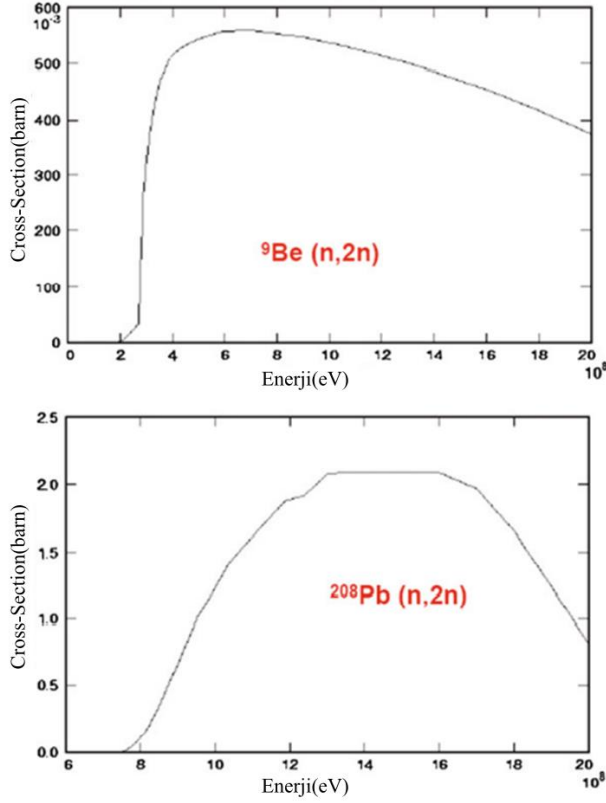 600
10⁻³
500
400
300
200
100
0
Cross-Section(barn)
⁹Be (n,2n)
0 2 4 6 8 10 12 14 16 18 20
10⁶
Enerji(eV)
2.5
2.0
1.5
1.0
0.5
0.0
Cross-Section(barn)
²⁰⁸Pb (n,2n)
6 8 10 12 14 16 18 20
10⁶
Enerji(eV)